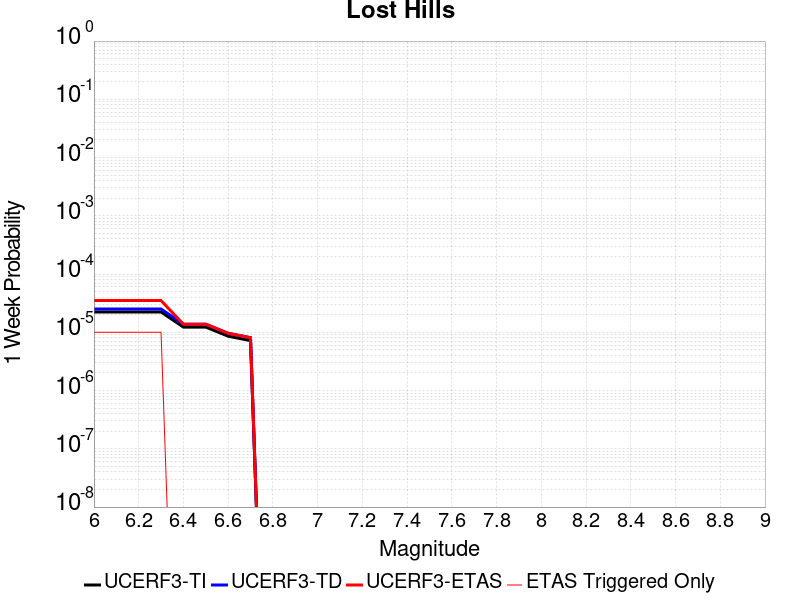 Lost Hills
10 0
10 -1
10 -2
10 -3
10 -4
10 -5
10 -6
10 -7
10 -8
1 Week Probability
6 6.2 6.4 6.6 6.8 7 7.2 7.4 7.6 7.8 8 8.2 8.4 8.6 8.8 9
Magnitude
UCERF3-TI UCERF3-TD UCERF3-ETAS ETAS Triggered Only